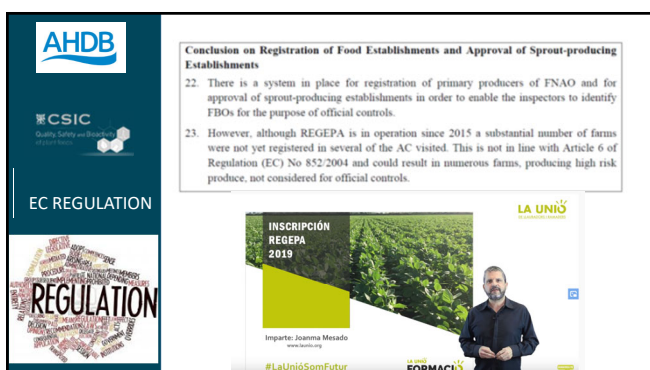 AHDB
CSIC
Quality, Safety and Bioactivity
of plant foods
EC REGULATION
REGULATION
Conclusion on Registration of Food Establishments and Approval of Sprout-producing
Establishments
22. There is a system in place for registration of primary producers of FNAO and for
approval of sprout-producing establishments in order to enable the inspectors to identify
FBOs for the purpose of official controls.
23. However, although REGEPA is in operation since 2015 a substantial number of farms
were not yet registered in several of the AC visited. This is not in line with Article 6 of
Regulation (EC) No 852/2004 and could result in numerous farms, producing high risk
produce, not considered for official controls.
LA UNIÓ
INSCRIPCIÓN
REGEPA
2019
Imparte: Joanma Mesado
www.launio.org
#LaUnióSomFutur
LA UNIÓ
FORMACIÓ